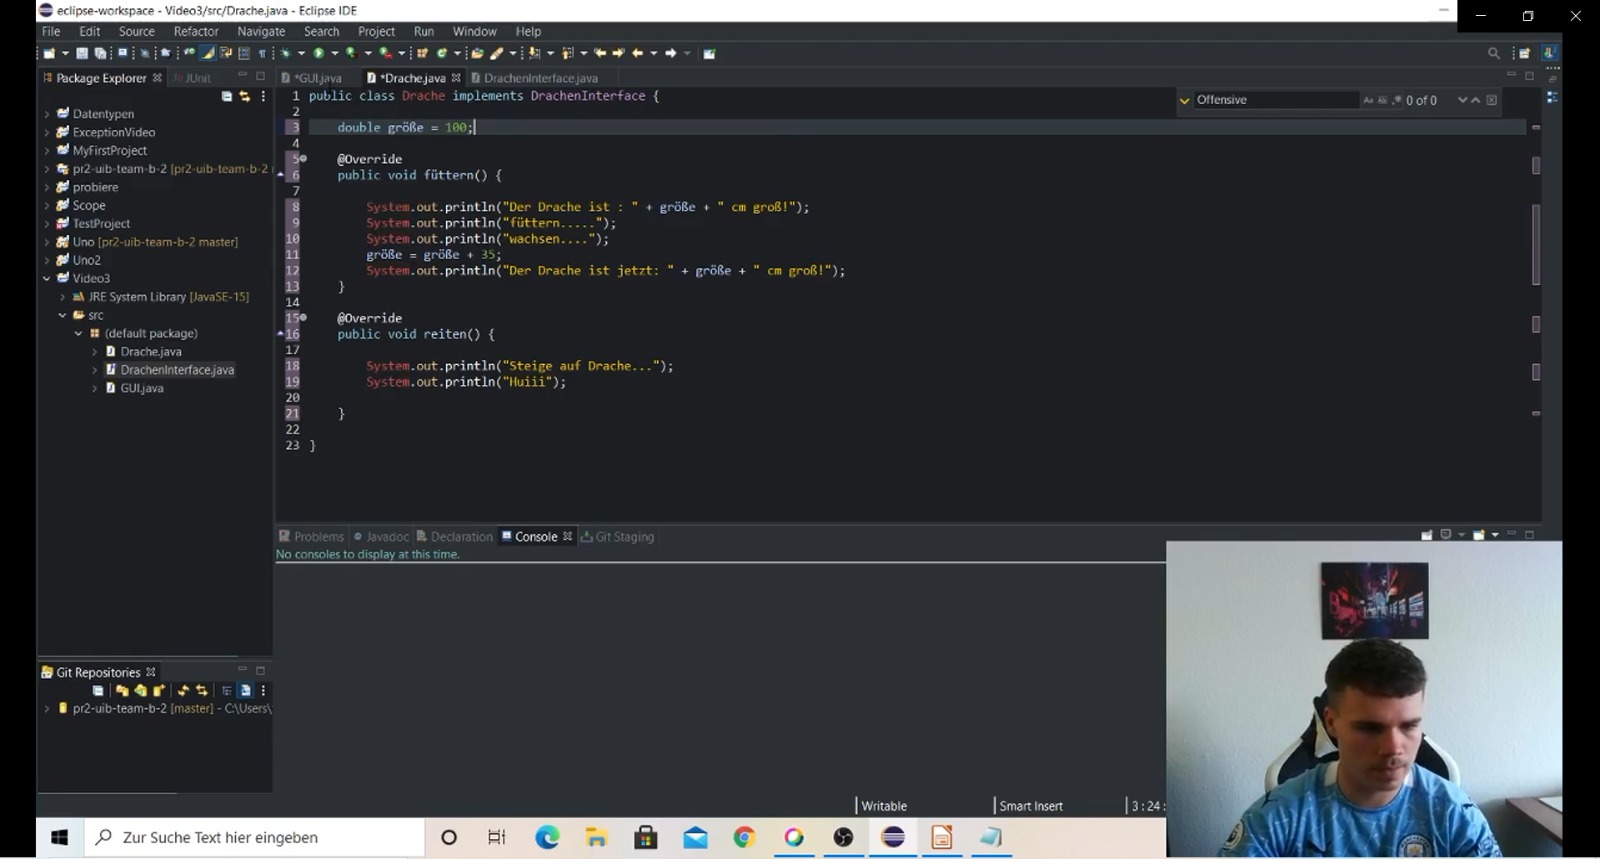 eclipse-workspace - Video3/src/Drache.java - Eclipse IDE
File Edit Source Refactor Navigate Search Project Run Window Help
Package Explorer JUnit
*GUI.java *Drache.java DrachenInterface.java
Offensive 0 of 0
Datentypen
ExceptionVideo
MyFirstProject
pr2-uib-team-b-2 [pr2-uib-team-b-2
probiere
Scope
TestProject
Uno [pr2-uib-team-b-2 master]
Uno2
Video3
JRE System Library [JavaSE-15]
src
(default package)
Drache.java
DrachenInterface.java
GUI.java
1 public class Drache implements DrachenInterface {
2
3 double größe = 100;
4
5 @Override
6 public void füttern() {
7
8 System.out.println("Der Drache ist : " + größe + " cm groß!");
9 System.out.println("füttern.....");
10 System.out.println("wachsen....");
11 größe = größe + 35;
12 System.out.println("Der Drache ist jetzt: " + größe + " cm groß!");
13 }
14
15 @Override
16 public void reiten() {
17
18 System.out.println("Steige auf Drache...");
19 System.out.println("Huiii");
20
21 }
22
23 }
Problems Javadoc Declaration Console Git Staging
No consoles to display at this time.
Git Repositories
pr2-uib-team-b-2 [master] - C:\Users\
Writable Smart Insert 3 : 24 :
Zur Suche Text hier eingeben